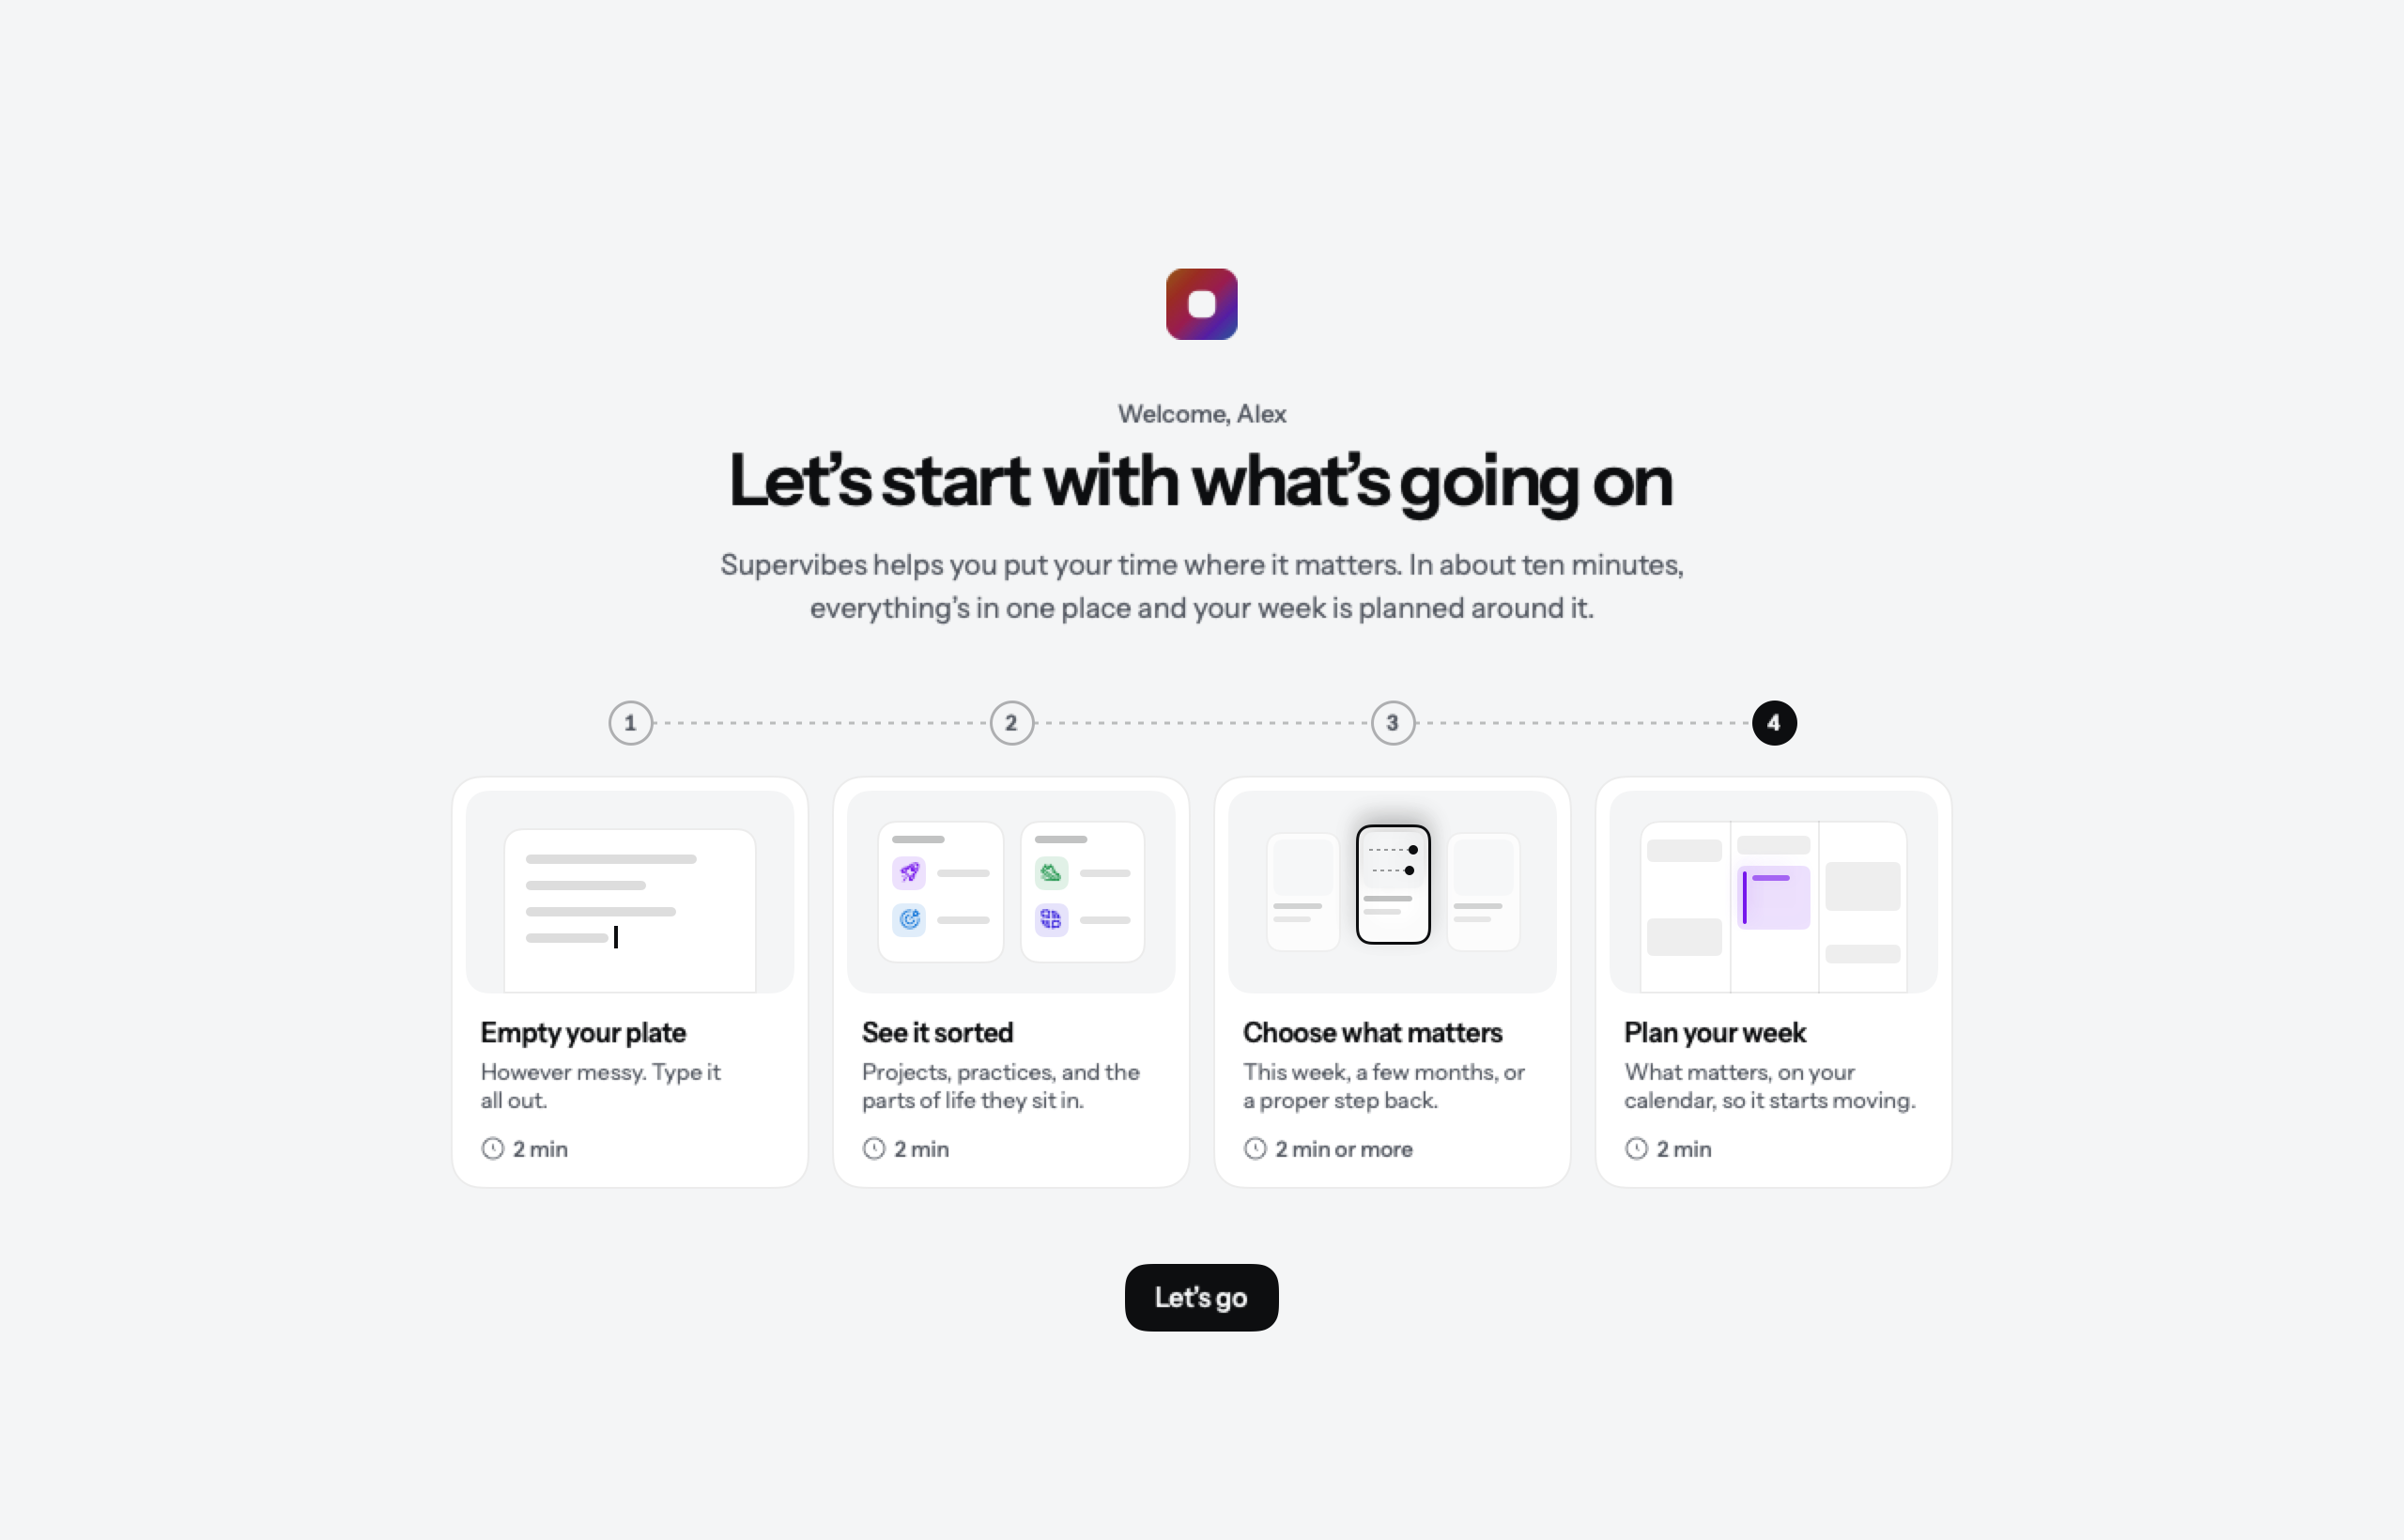 Welcome, Alex
Let’s start with what’s going on
Supervibes helps you put your time where it matters. In about ten minutes,
everything’s in one place and your week is planned around it.
1
2
3
4
Empty your plate
However messy. Type it
all out.
2 min
See it sorted
Projects, practices, and the
parts of life they sit in.
2 min
Choose what matters
This week, a few months, or
a proper step back.
2 min or more
Plan your week
What matters, on your
calendar, so it starts moving.
2 min
Let’s go